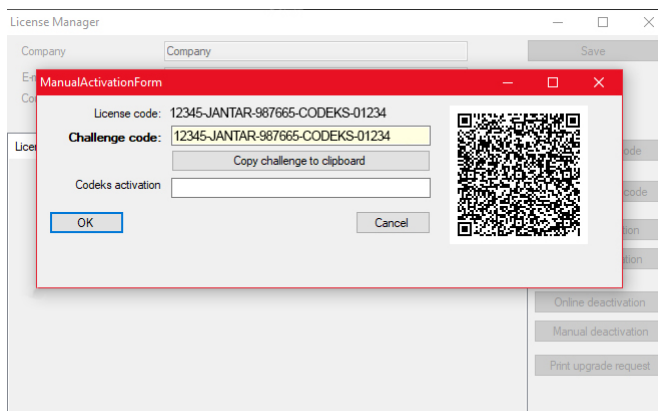 License Manager
Company Company Save
ManualActivationForm
License code: 12345-JANTAR-987665-CODEKS-01234
Challenge code: 12345-JANTAR-987665-CODEKS-01234
Copy challenge to clipboard
Codeks activation
OK Cancel
Online deactivation
Manual deactivation
Print upgrade request